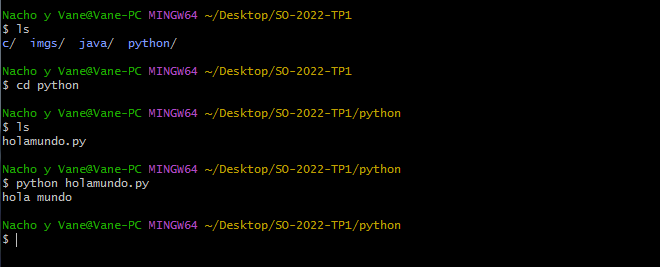 Nacho y Vane@Vane-PC MINGW64 ~/Desktop/SO-2022-TP1
$ ls
c/  imgs/  java/  python/
Nacho y Vane@Vane-PC MINGW64 ~/Desktop/SO-2022-TP1
$ cd python
Nacho y Vane@Vane-PC MINGW64 ~/Desktop/SO-2022-TP1/python
$ ls
holamundo.py
Nacho y Vane@Vane-PC MINGW64 ~/Desktop/SO-2022-TP1/python
$ python holamundo.py
hola mundo
Nacho y Vane@Vane-PC MINGW64 ~/Desktop/SO-2022-TP1/python
$